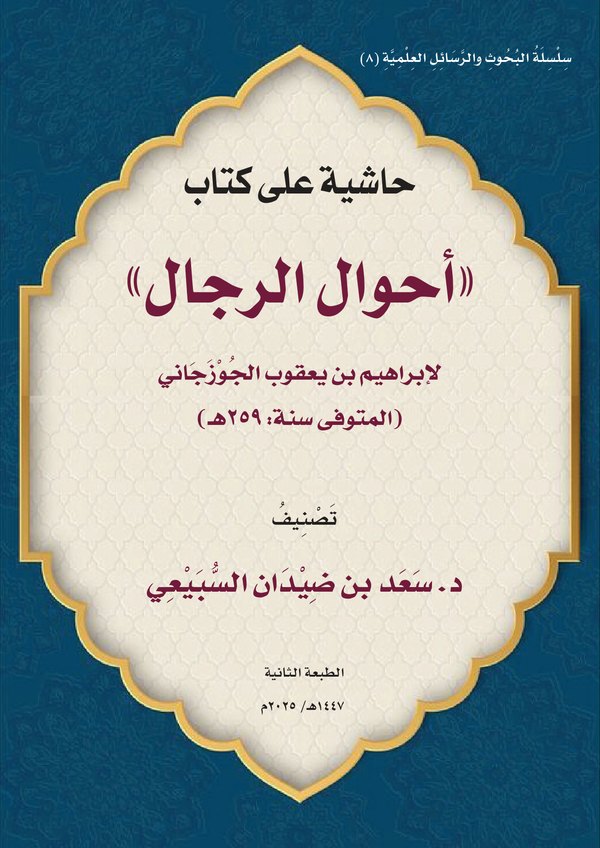 سِلْسِلَةُ البُحُوثِ والرَّسَائِلِ العِلْمِيَّةِ (٨)
حاشية على كتاب
«أحوال الرجال»
لإبراهيم بن يعقوب الجُوْزَجَاني
(المتوفى سنة: ٢٥٩هـ)
تَصْنِيفُ
د. سَعَد بن ضِيْدَان السُّبَيْعِي
الطبعة الثانية
١٤٤٧هـ/ ٢٠٢٥م